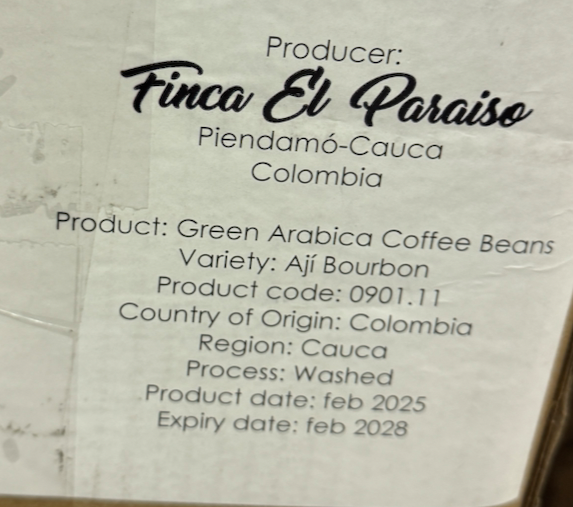 Producer:
Finca El Paraiso
Piendamó-Cauca
Colombia
Product: Green Arabica Coffee Beans
Variety: Ají Bourbon
Product code: 0901.11
Country of Origin: Colombia
Region: Cauca
Process: Washed
Product date: feb 2025
Expiry date: feb 2028